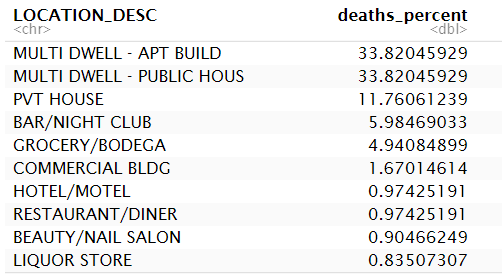 LOCATION_DESC deaths_percent
<chr> <dbl>
MULTI DWELL - APT BUILD 33.82045929
MULTI DWELL - PUBLIC HOUS 33.82045929
PVT HOUSE 11.76061239
BAR/NIGHT CLUB 5.98469033
GROCERY/BODEGA 4.94084899
COMMERCIAL BLDG 1.67014614
HOTEL/MOTEL 0.97425191
RESTAURANT/DINER 0.97425191
BEAUTY/NAIL SALON 0.90466249
LIQUOR STORE 0.83507307